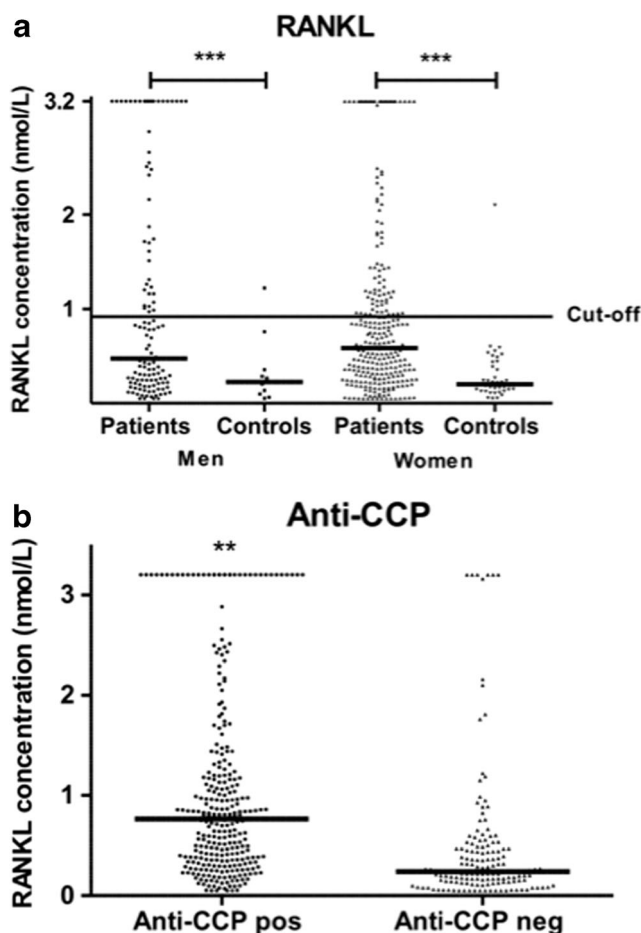 a
RANKL
*** ***
RANKL concentration (nmol/L)
3.2
2
1
Cut-off
Patients Controls Patients Controls
Men Women
b
Anti-CCP
**
RANKL concentration (nmol/L)
3
2
1
0
Anti-CCP pos Anti-CCP neg